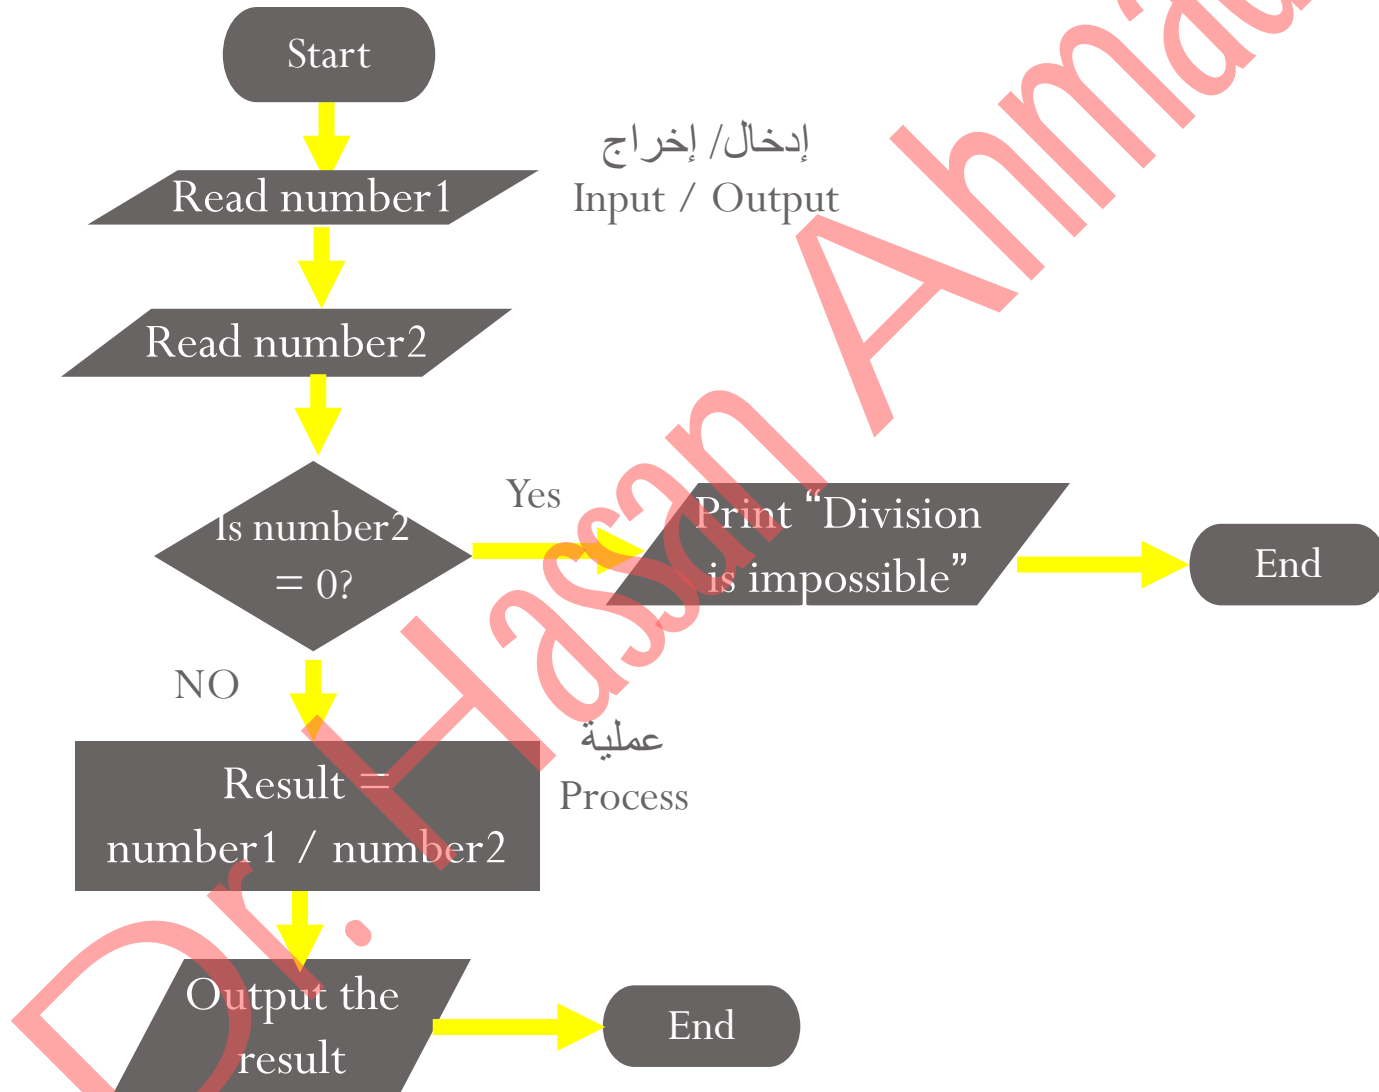 Start
إدخال/ إخراج
Read number1
Input / Output
Read number2
Yes
Is number2
= 0?
Print “Division
is impossible”
End
NO
عملية
Process
Result =
number1 / number2
Output the
result
End
Dr. Hassan Ahmad